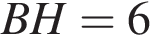 BH = 6